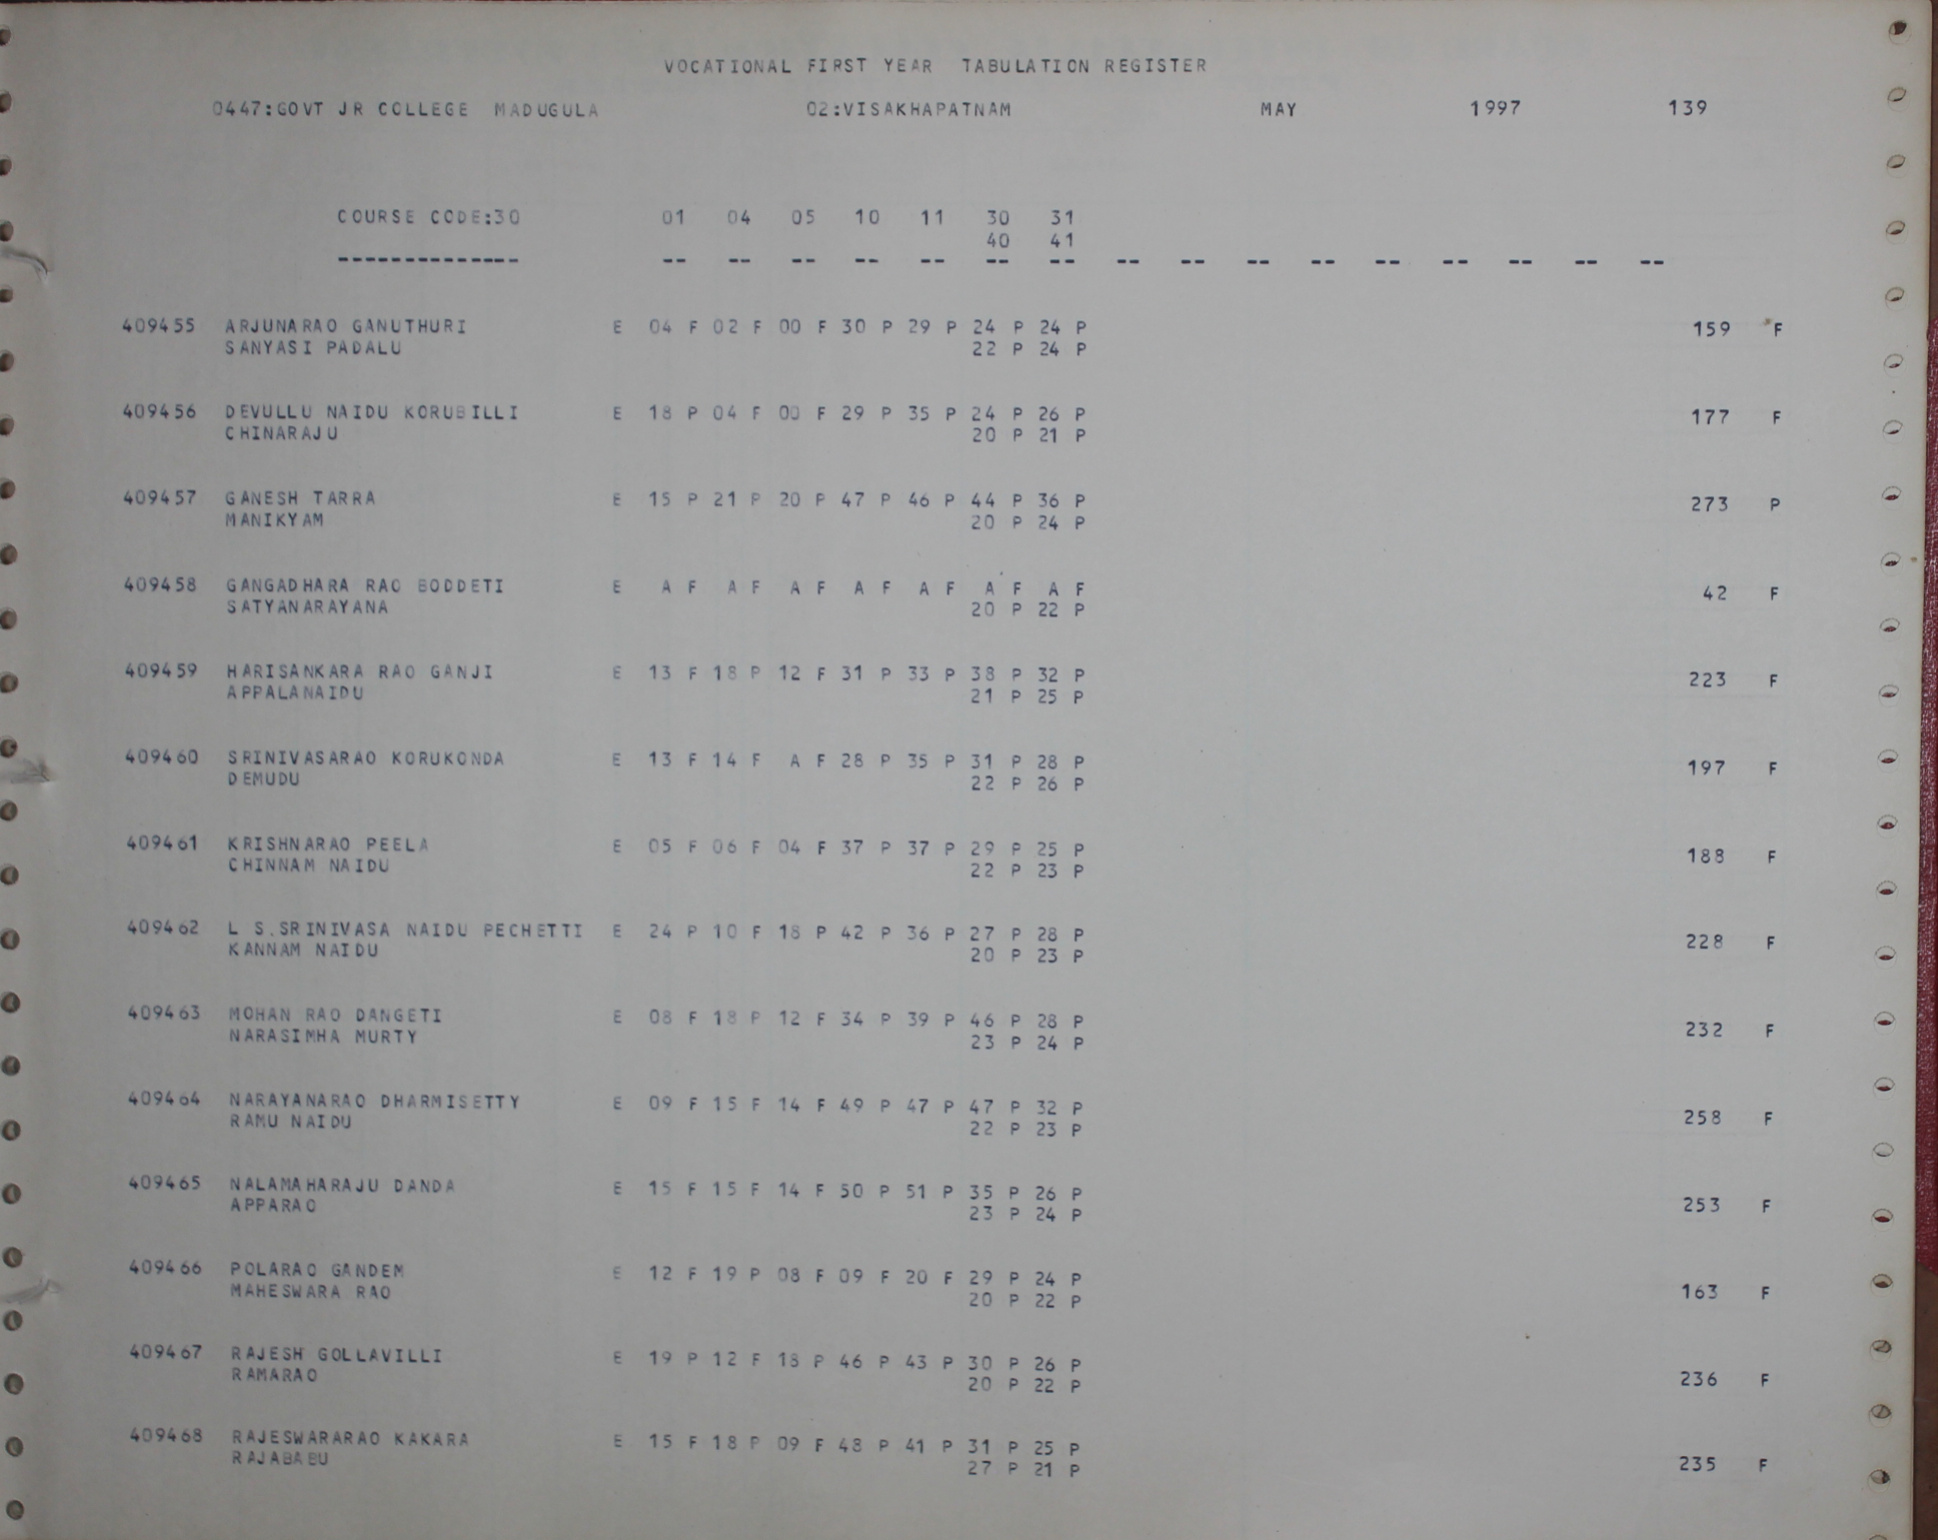 VOCATIONAL FIRST YEAR TABULATION REGISTER
0447:GOVT JR COLLEGE MADUGULA 02:VISAKHAPATNAM MAY 1997 139
COURSE CODE:30 01 04 05 10 11 30 31
40 41
-------------- -- -- -- -- -- -- -- -- -- -- -- -- -- -- -- --
409455 ARJUNARAO GANUTHURI E 04 F 02 F 00 F 30 P 29 P 24 P 24 P 159 F
SANYASI PADALU 22 P 24 P
409456 DEVULLU NAIDU KORUBILLI E 18 P 04 F 00 F 29 P 35 P 24 P 26 P 177 F
CHINARAJU 20 P 21 P
409457 GANESH TARRA E 15 P 21 P 20 P 47 P 46 P 44 P 36 P 273 P
MANIKYAM 20 P 24 P
409458 GANGADHARA RAO BODDETI E A F A F A F A F A F A F A F 42 F
SATYANARAYANA 20 P 22 P
409459 HARISANKARA RAO GANJI E 13 F 18 P 12 F 31 P 33 P 38 P 32 P 223 F
APPALANAIDU 21 P 25 P
409460 SRINIVASARAO KORUKONDA E 13 F 14 F A F 28 P 35 P 31 P 28 P 197 F
DEMUDU 22 P 26 P
409461 KRISHNARAO PEELA E 05 F 06 F 04 F 37 P 37 P 29 P 25 P 188 F
CHINNAM NAIDU 22 P 23 P
409462 L S.SRINIVASA NAIDU PECHETTI E 24 P 10 F 18 P 42 P 36 P 27 P 28 P 228 F
KANNAM NAIDU 20 P 23 P
409463 MOHAN RAO DANGETI E 08 F 18 P 12 F 34 P 39 P 46 P 28 P 232 F
NARASIMHA MURTY 23 P 24 P
409464 NARAYANARAO DHARMISETTY E 09 F 15 F 14 F 49 P 47 P 47 P 32 P 258 F
RAMU NAIDU 22 P 23 P
409465 NALAMAHARAJU DANDA E 15 F 15 F 14 F 50 P 51 P 35 P 26 P 253 F
APPARAO 23 P 24 P
409466 POLARAO GANDEM E 12 F 19 P 08 F 09 F 20 F 29 P 24 P 163 F
MAHESWARA RAO 20 P 22 P
409467 RAJESH GOLLAVILLI E 19 P 12 F 18 P 46 P 43 P 30 P 26 P 236 F
RAMARAO 20 P 22 P
409468 RAJESWARARAO KAKARA E 15 F 18 P 09 F 48 P 41 P 31 P 25 P 235 F
RAJABABU 27 P 21 P